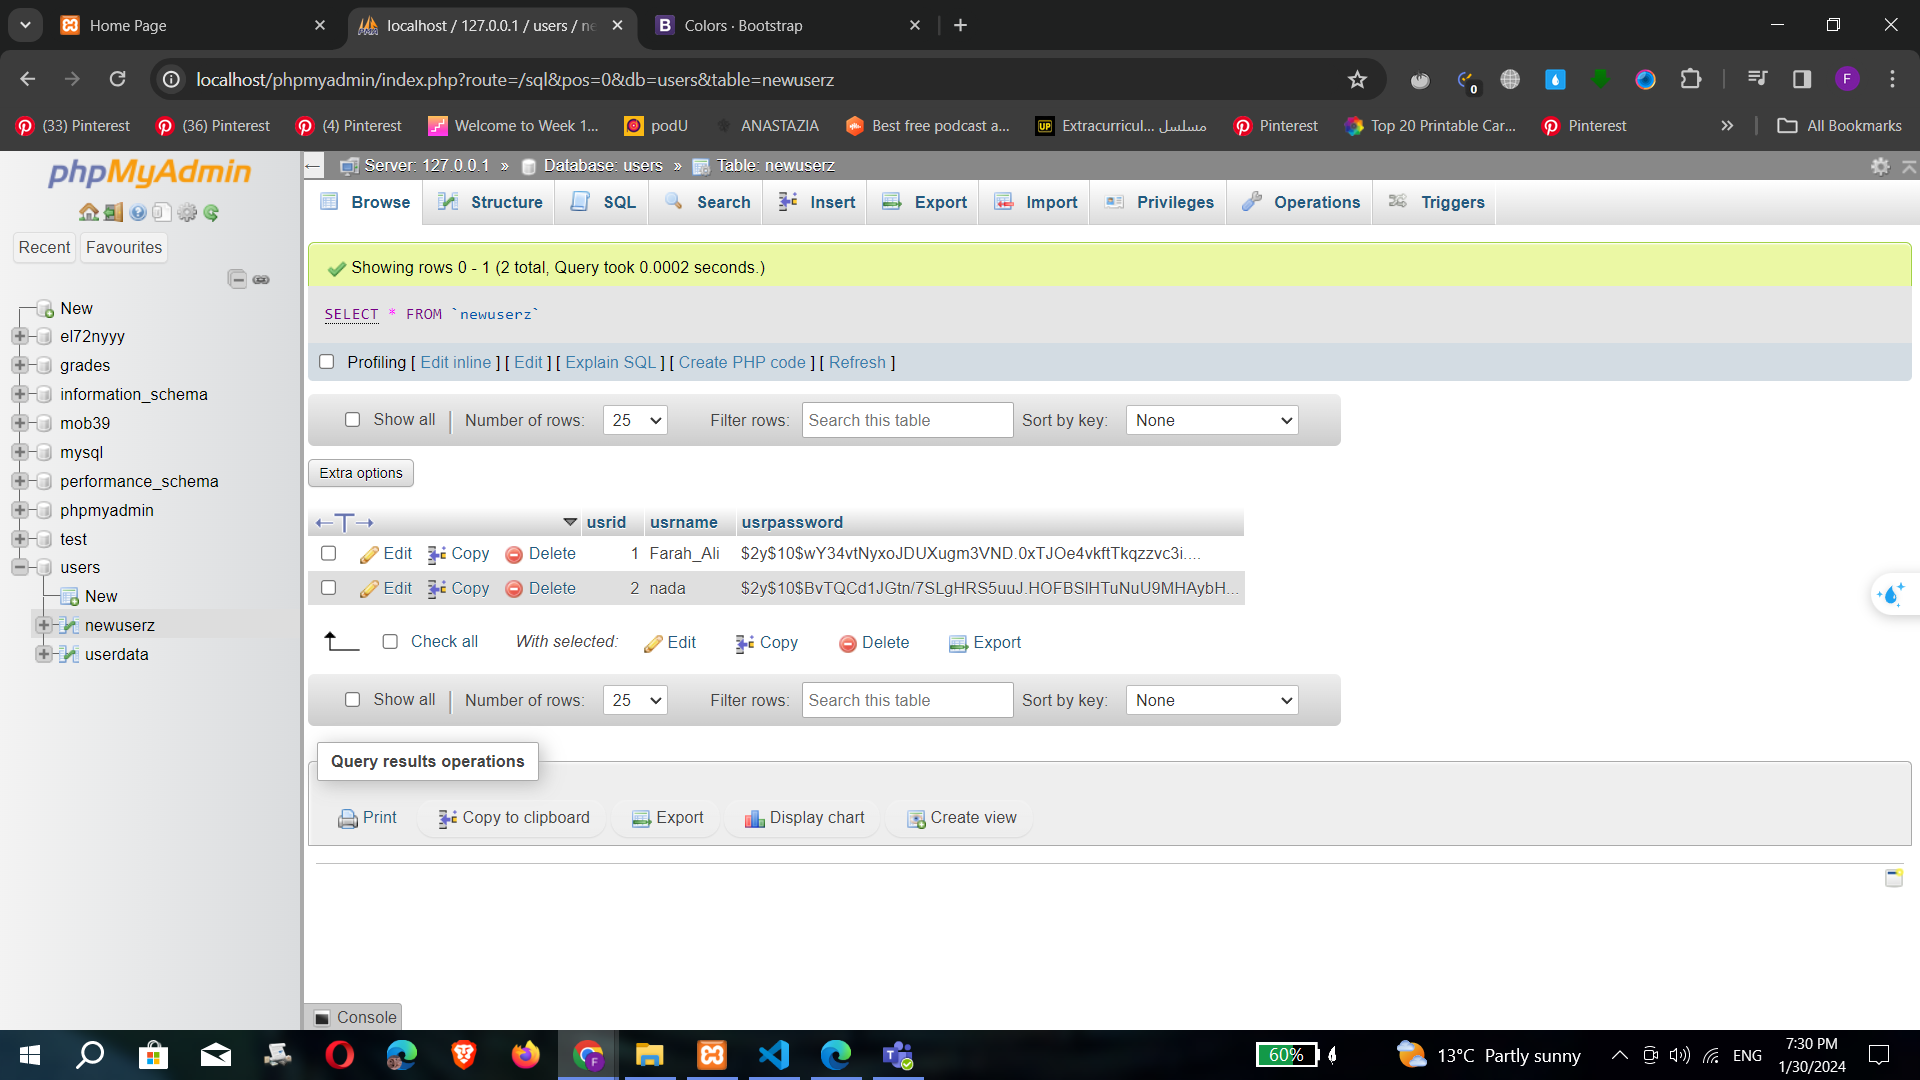 Home Page
localhost / 127.0.0.1 / users / ne
Colors · Bootstrap
localhost/phpmyadmin/index.php?route=/sql&pos=0&db=users&table=newuserz
0
F
(33) Pinterest
(36) Pinterest
(4) Pinterest
Welcome to Week 1...
podU
ANASTAZIA
Best free podcast a...
Extracurricul... مسلسل
Pinterest
Top 20 Printable Car...
Pinterest
All Bookmarks
phpMyAdmin
Recent
Favourites
New
el72nyyy
grades
information_schema
mob39
mysql
performance_schema
phpmyadmin
test
users
New
newuserz
userdata
Server: 127.0.0.1 » Database: users » Table: newuserz
Browse
Structure
SQL
Search
Insert
Export
Import
Privileges
Operations
Triggers
Showing rows 0 - 1 (2 total, Query took 0.0002 seconds.)
SELECT * FROM `newuserz`
Profiling [ Edit inline ] [ Edit ] [ Explain SQL ] [ Create PHP code ] [ Refresh ]
Show all | Number of rows: 25 Filter rows: Search this table Sort by key: None
Extra options
usrid usrname usrpassword
Edit Copy Delete 1 Farah_Ali $2y$10$wY34vtNyxoJDUXugm3VND.0xTJOe4vkftTkqzzvc3i....
Edit Copy Delete 2 nada $2y$10$BvTQCd1JGtn/7SLgHRS5uuJ.HOFBSlHTuNuU9MHAybH...
Check all With selected: Edit Copy Delete Export
Show all | Number of rows: 25 Filter rows: Search this table Sort by key: None
Query results operations
Print
Copy to clipboard
Export
Display chart
Create view
Console
60%
13°C Partly sunny
ENG
7:30 PM
1/30/2024